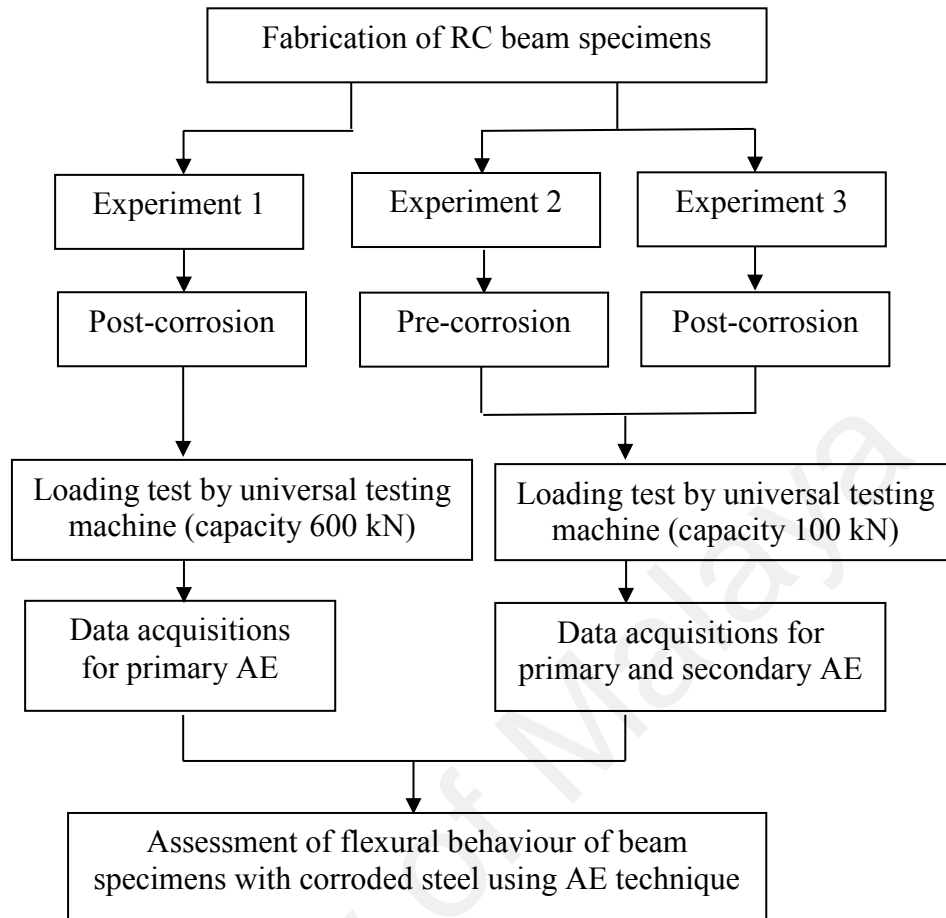 Fabrication of RC beam specimens
Experiment 1
Experiment 2
Experiment 3
Post-corrosion
Pre-corrosion
Post-corrosion
Loading test by universal testing
machine (capacity 600 kN)
Loading test by universal testing
machine (capacity 100 kN)
Data acquisitions
for primary AE
Data acquisitions for
primary and secondary AE
Assessment of flexural behaviour of beam
specimens with corroded steel using AE technique
of Malaya